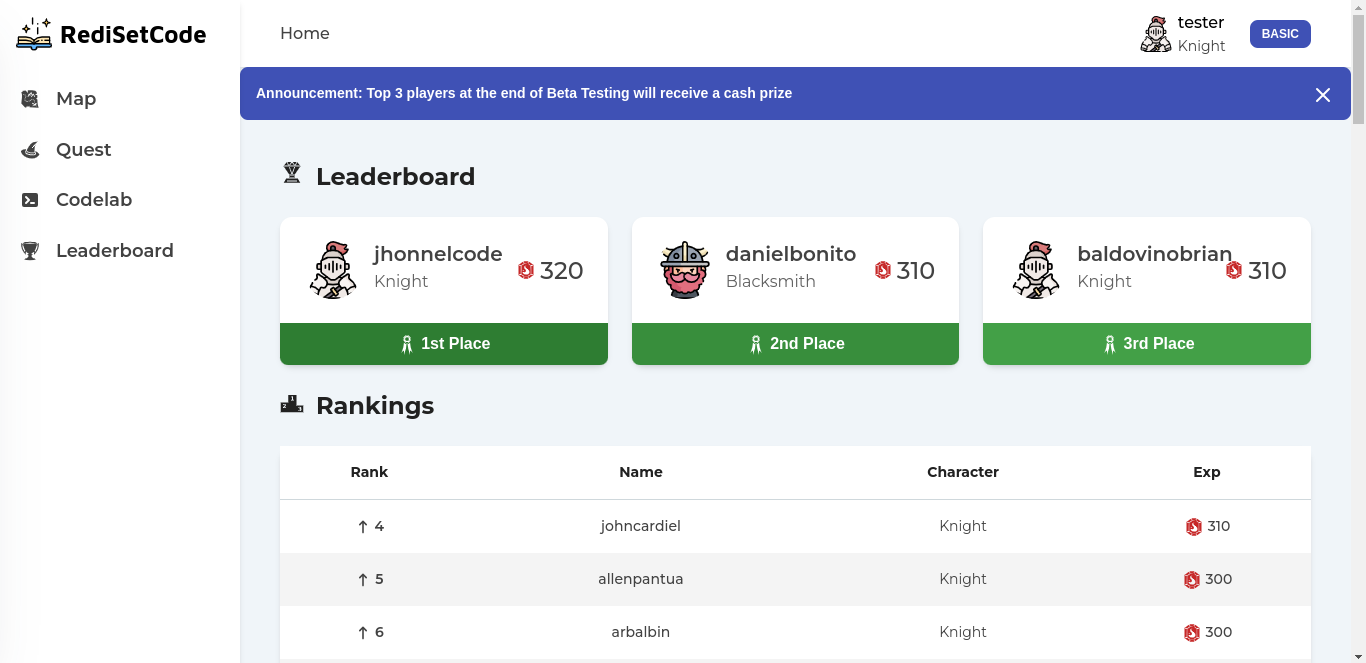 RediSetCode
Map
Quest
Codelab
Leaderboard
Home
tester
Knight
BASIC
Announcement: Top 3 players at the end of Beta Testing will receive a cash prize
Leaderboard
jhonnelcode
Knight
320
1st Place
danielbonito
Blacksmith
310
2nd Place
baldovinobrian
Knight
310
3rd Place
Rankings
Rank Name Character Exp
4 johncardiel Knight 310
5 allenpantua Knight 300
6 arbalbin Knight 300